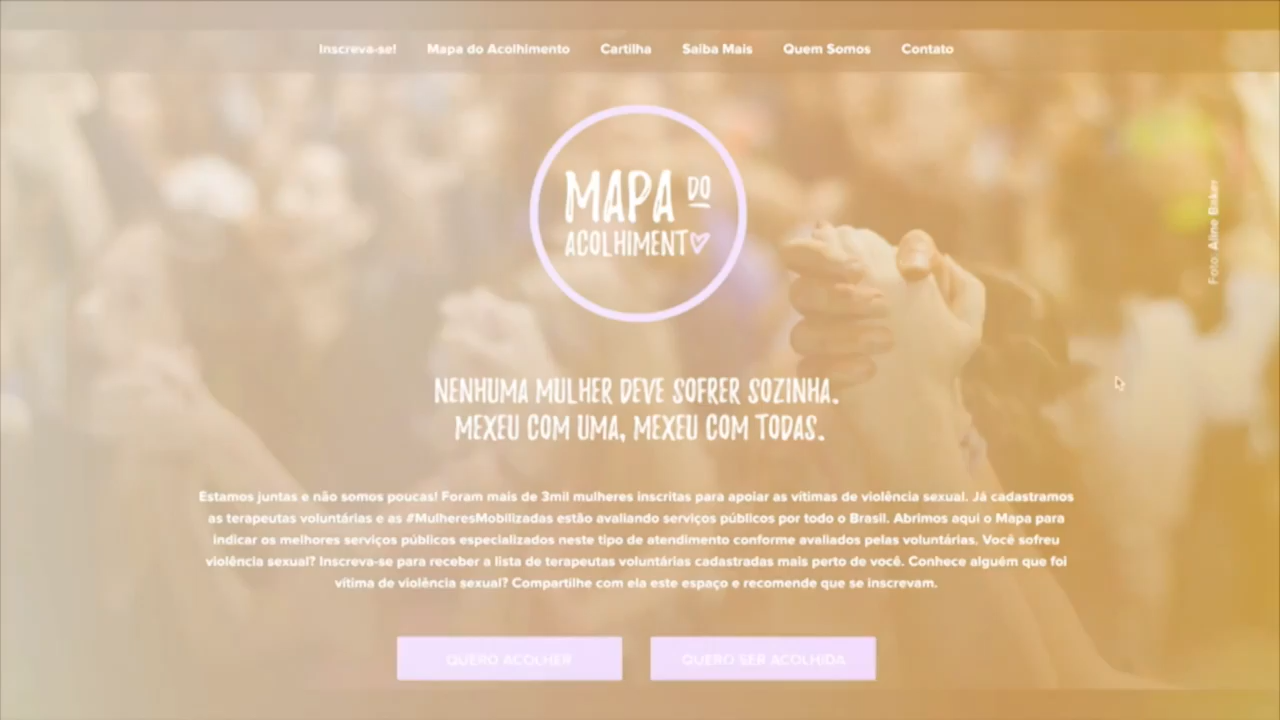 Inscreva-se! Mapa do Acolhimento Cartilha Saiba Mais Quem Somos Contato
MAPA DO
ACOLHIMENTO
Foto: Aline Baker
NENHUMA MULHER DEVE SOFRER SOZINHA.
MEXEU COM UMA, MEXEU COM TODAS.
Estamos juntas e não somos poucas! Foram mais de 3mil mulheres inscritas para apoiar as vítimas de violência sexual. Já cadastramos
as terapeutas voluntárias e as #MulheresMobilizadas estão avaliando serviços públicos por todo o Brasil. Abrimos aqui o Mapa para
indicar os melhores serviços públicos especializados neste tipo de atendimento conforme avaliados pelas voluntárias. Você sofreu
violência sexual? Inscreva-se para receber a lista de terapeutas voluntárias cadastradas mais perto de você. Conhece alguém que foi
vítima de violência sexual? Compartilhe com ela este espaço e recomende que se inscrevam.
QUERO ACOLHER QUERO SER ACOLHIDA